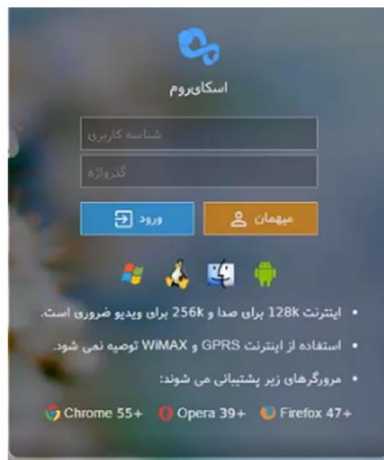 اسکای‌روم
شناسه کاربری
گذرواژه
میهمان ورود
اینترنت 128k برای صدا و 256k برای ویدیو ضروری است.
استفاده از اینترنت GPRS و WiMAX توصیه نمی شود.
مرورگرهای زیر پشتیبانی می شوند:
Chrome 55+ Opera 39+ Firefox 47+